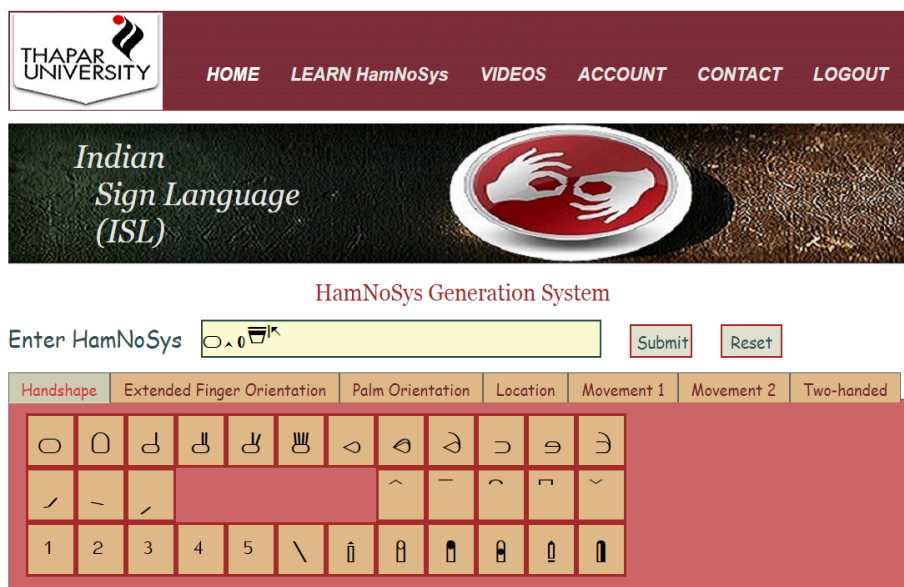 THAPAR
UNIVERSITY
HOME LEARN HamNoSys VIDEOS ACCOUNT CONTACT LOGOUT
Indian
Sign Language
(ISL)
HamNoSys Generation System
Enter HamNoSys Submit Reset
Handshape Extended Finger Orientation Palm Orientation Location Movement 1 Movement 2 Two-handed
1 2 3 4 5